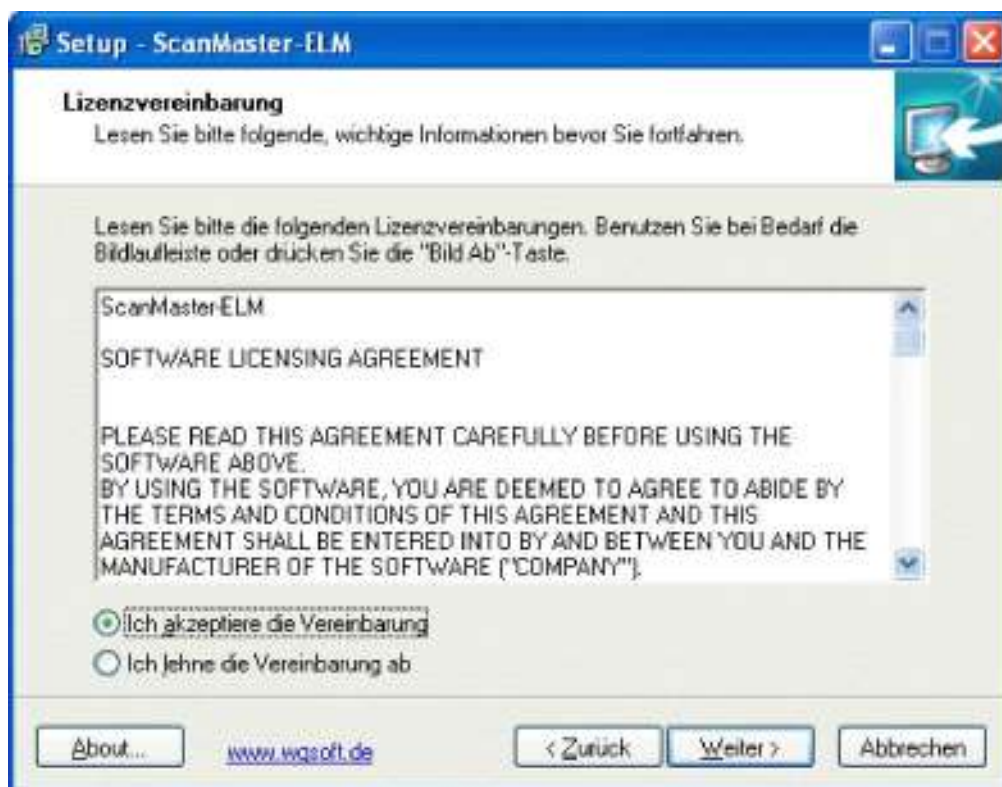 Setup - ScanMaster-ELM
Lizenzvereinbarung
Lesen Sie bitte folgende, wichtige Informationen bevor Sie fortfahren.
Lesen Sie bitte die folgenden Lizenzvereinbarungen. Benutzen Sie bei Bedarf die
Bildlaufleiste oder drücken Sie die "Bild Ab"-Taste.
ScanMaster-ELM
SOFTWARE LICENSING AGREEMENT
PLEASE READ THIS AGREEMENT CAREFULLY BEFORE USING THE
SOFTWARE ABOVE.
BY USING THE SOFTWARE, YOU ARE DEEMED TO AGREE TO ABIDE BY
THE TERMS AND CONDITIONS OF THIS AGREEMENT AND THIS
AGREEMENT SHALL BE ENTERED INTO BY AND BETWEEN YOU AND THE
MANUFACTURER OF THE SOFTWARE ("COMPANY").
Ich akzeptiere die Vereinbarung
Ich lehne die Vereinbarung ab
About...
www.wgsoft.de
< Zurück
Weiter >
Abbrechen